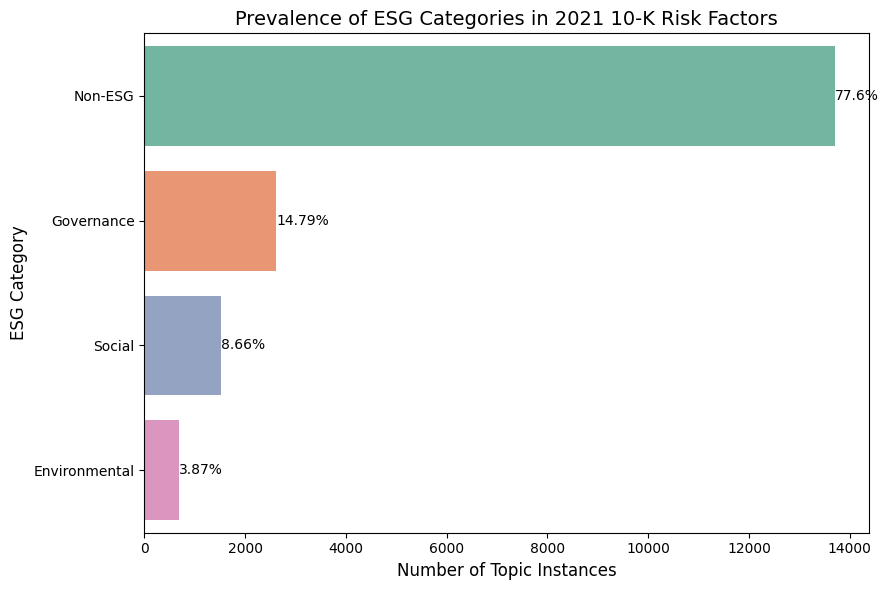 Prevalence of ESG Categories in 2021 10-K Risk Factors
ESG Category
Non-ESG
77.6%
Governance
14.79%
Social
8.66%
Environmental
3.87%
0 2000 4000 6000 8000 10000 12000 14000
Number of Topic Instances